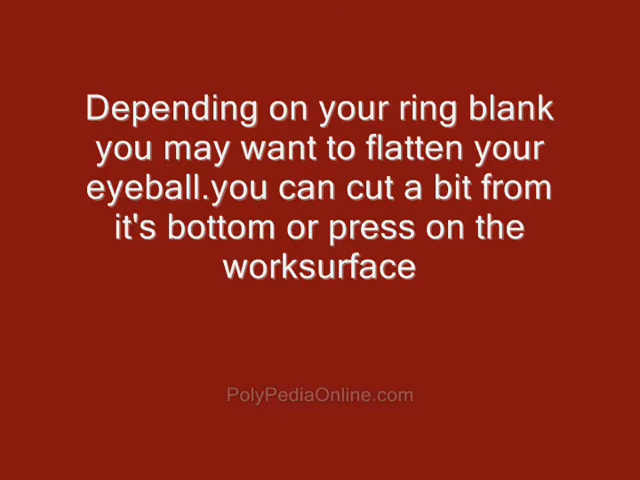 Depending on your ring blank
you may want to flatten your
eyeball.you can cut a bit from
it's bottom or press on the
worksurface
PolyPediaOnline.com